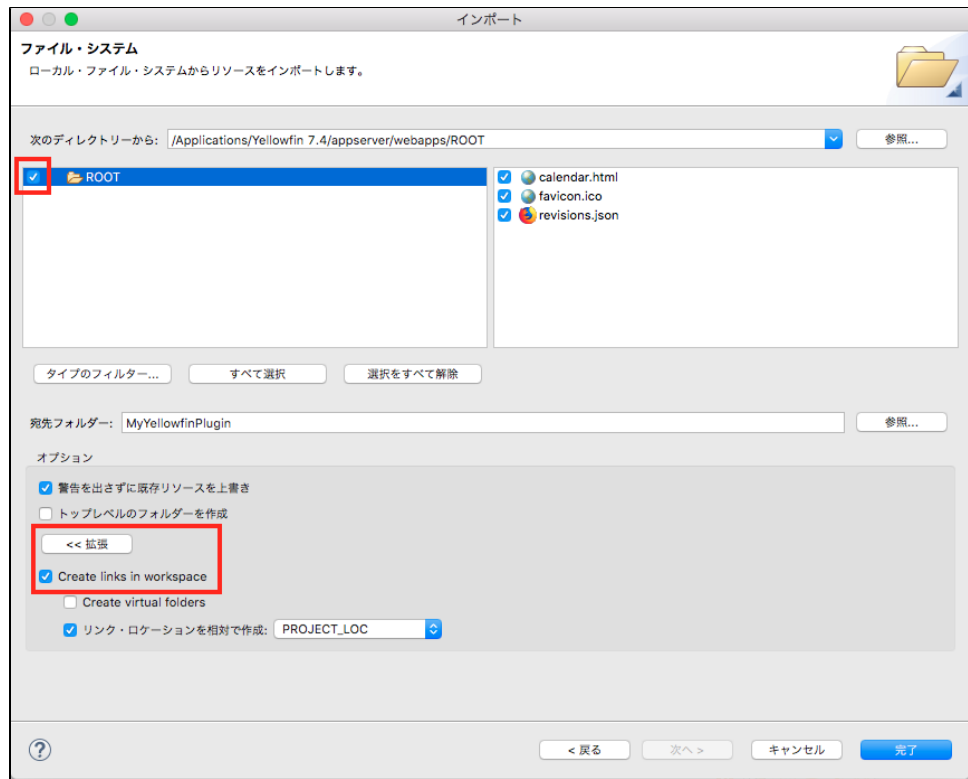 インポート
ファイル・システム
ローカル・ファイル・システムからリソースをインポートします。
次のディレクトリーから: /Applications/Yellowfin 7.4/appserver/webapps/ROOT 参照...
ROOT
calendar.html
favicon.ico
revisions.json
タイプのフィルター... すべて選択 選択をすべて解除
宛先フォルダー: MyYellowfinPlugin 参照...
オプション
警告を出さずに既存リソースを上書き
トップレベルのフォルダーを作成
<< 拡張
Create links in workspace
Create virtual folders
リンク・ロケーションを相対で作成: PROJECT_LOC
? < 戻る 次へ > キャンセル 完了